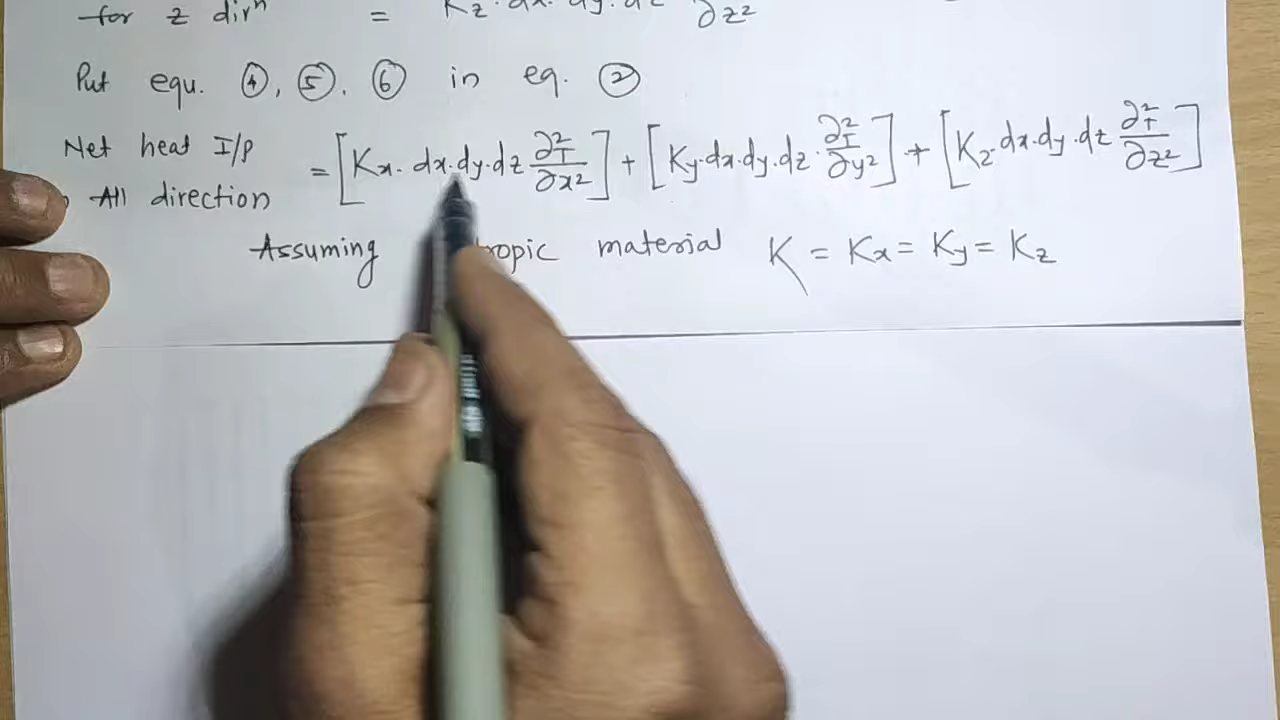 for z dirⁿ = Kz · dx · dy · dz ∂z²
Put equ. ④, ⑤, ⑥ in eq. ②
Net heat I/p
All direction = [Kx · dx · dy · dz ∂²T/∂x²] + [Ky · dx · dy · dz · ∂²T/∂y²] + [Kz · dx · dy · dz ∂²T/∂z²]
Assuming material K = Kx = Ky = Kz